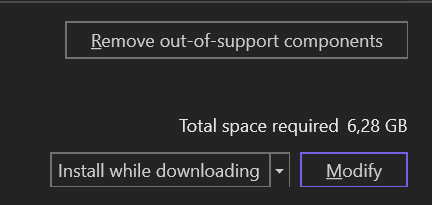 Remove out-of-support components
Total space required 6,28 GB
Install while downloading
Modify